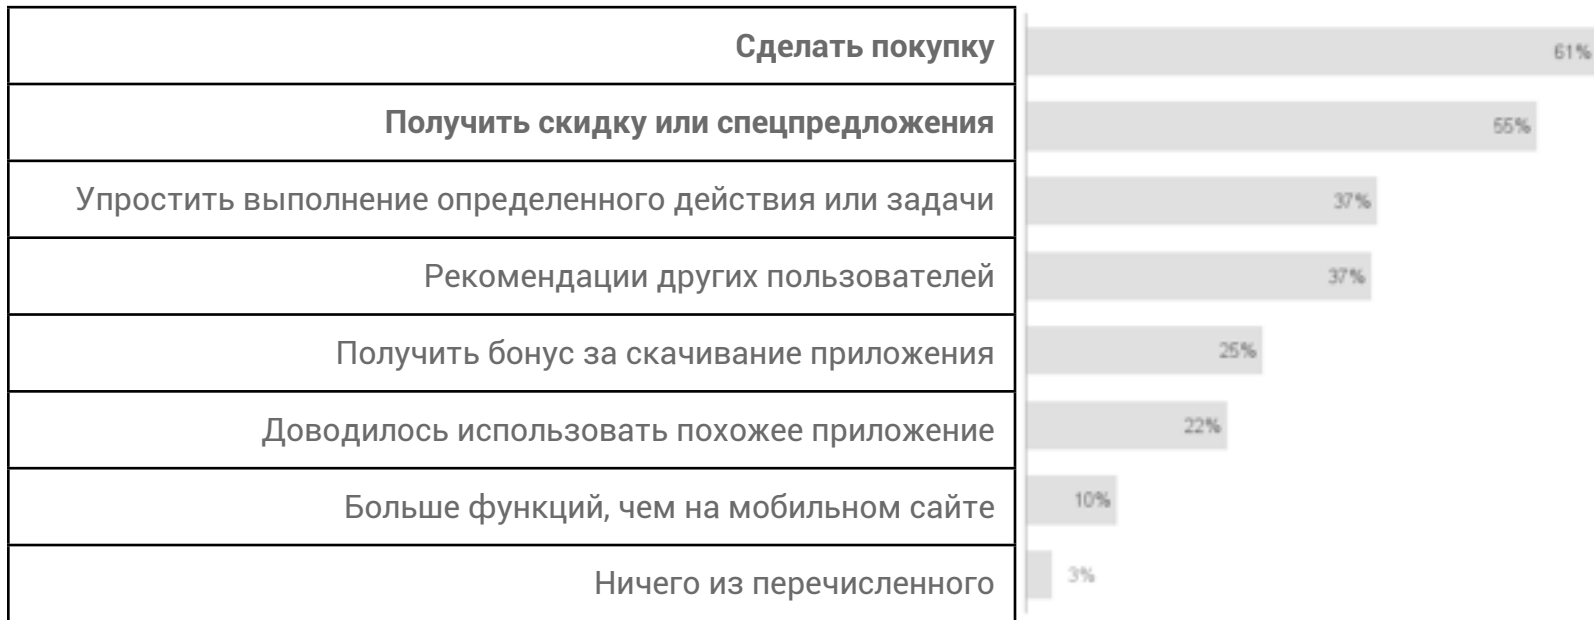 Сделать покупку 61%
Получить скидку или спецпредложения 55%
Упростить выполнение определенного действия или задачи 37%
Рекомендации других пользователей 37%
Получить бонус за скачивание приложения 25%
Доводилось использовать похожее приложение 22%
Больше функций, чем на мобильном сайте 10%
Ничего из перечисленного 3%